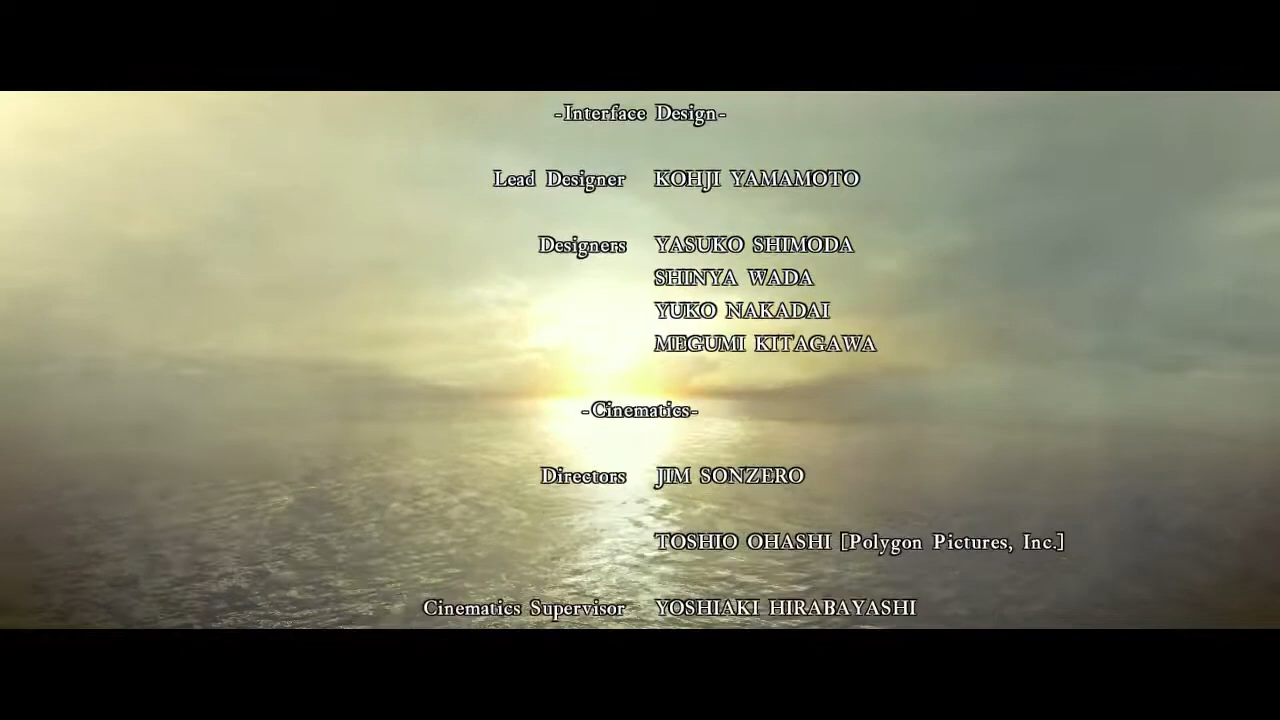 -Interface Design-
Lead Designer KOHJI YAMAMOTO
Designers YASUKO SHIMODA
SHINYA WADA
YUKO NAKADAI
MEGUMI KITAGAWA
-Cinematics-
Directors JIM SONZERO
TOSHIO OHASHI [Polygon Pictures, Inc.]
Cinematics Supervisor YOSHIAKI HIRABAYASHI